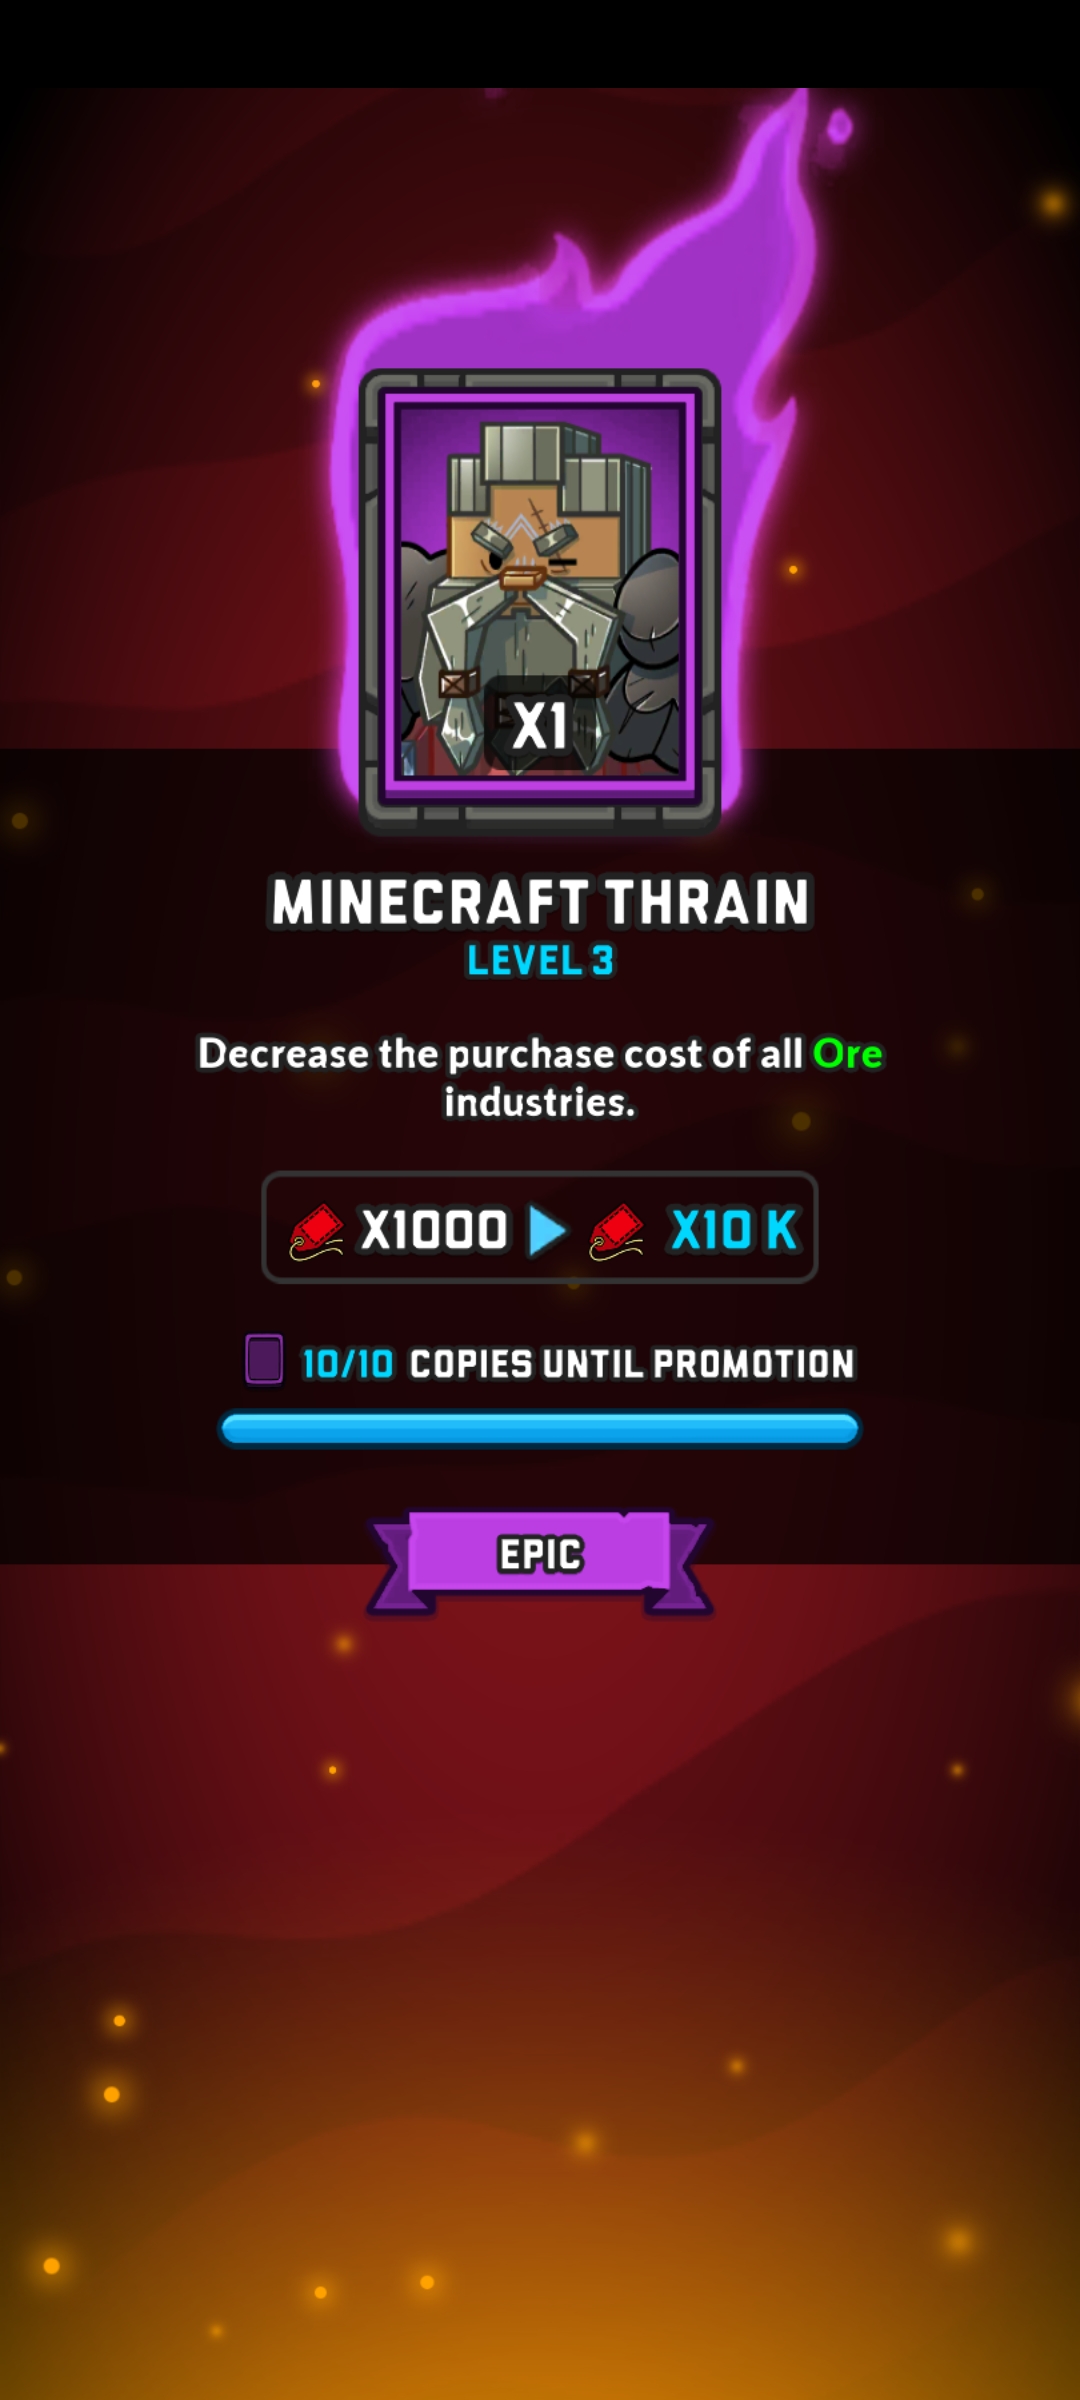 X1
MINECRAFT THRAIN
LEVEL 3
Decrease the purchase cost of all Ore
industries.
X1000 X10 K
10/10 COPIES UNTIL PROMOTION
EPIC